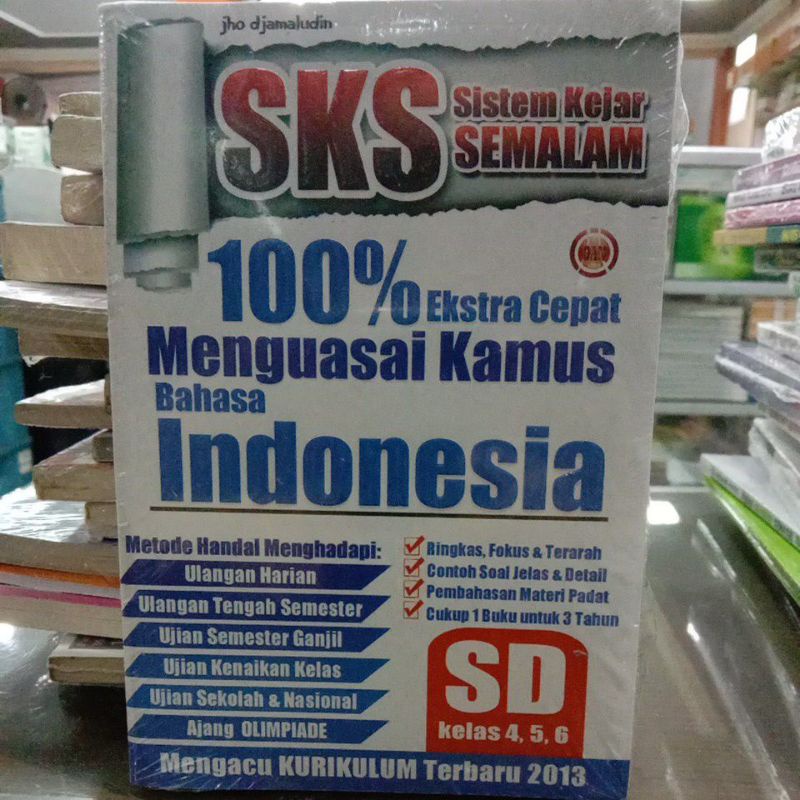 jho djamaludin
SKS
Sistem Kejar
SEMALAM
100% Ekstra Cepat
Menguasai Kamus
Bahasa
Indonesia
Metode Handal Menghadapi:
Ulangan Harian
Ulangan Tengah Semester
Ujian Semester Ganjil
Ujian Kenaikan Kelas
Ujian Sekolah & Nasional
Ajang OLIMPIADE
Ringkas, Fokus & Terarah
Contoh Soal Jelas & Detail
Pembahasan Materi Padat
Cukup 1 Buku untuk 3 Tahun
SD
kelas 4, 5, 6
Mengacu KURIKULUM Terbaru 2013